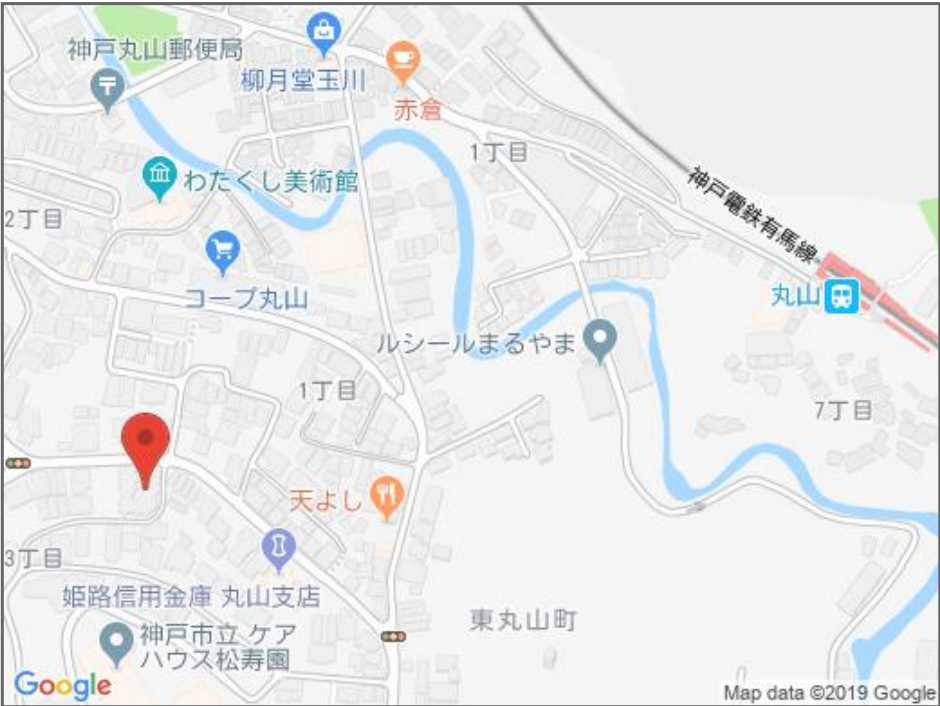 神戸丸山郵便局
柳月堂玉川
赤倉
1丁目
わたくし美術館
神戸電鉄有馬線
2丁目
コープ丸山
丸山
ルシールまるやま
1丁目
7丁目
天よし
3丁目
姫路信用金庫 丸山支店
東丸山町
神戸市立 ケア
ハウス松寿園
Google
Map data ©2019 Google